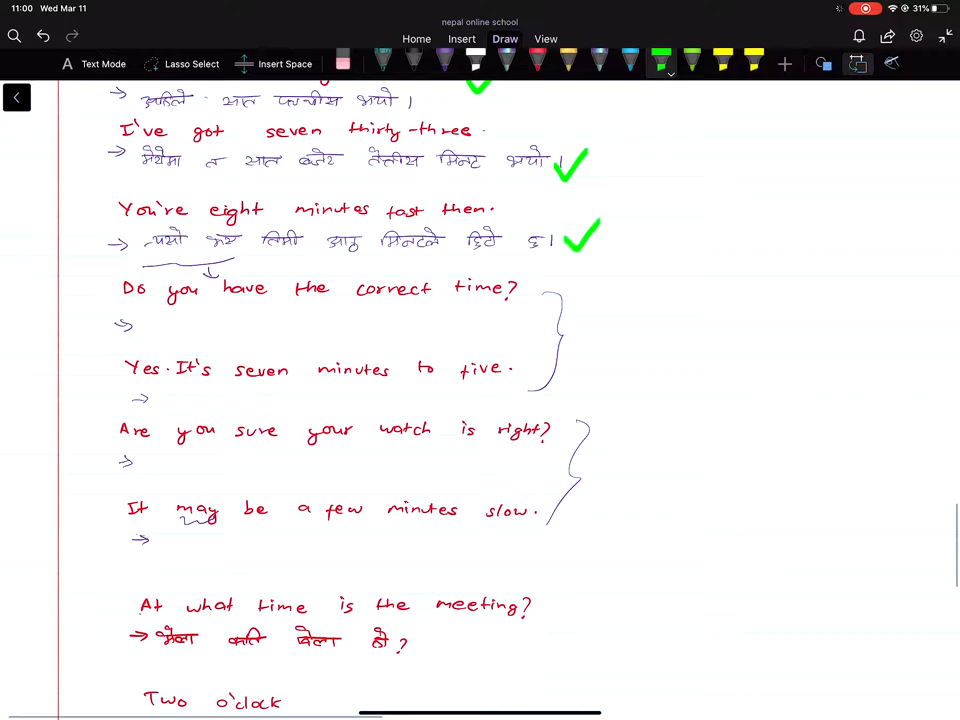 11:00 Wed Mar 11
31%
nepal online school
Home Insert Draw View
Text Mode Lasso Select Insert Space
→ अहिले सात पच्चीस भयो।
I've got seven thirty-three.
→ मेरोमा त सात बजेर तेत्तीस मिनट भयो।
You're eight minutes fast then.
→ त्यसो भए तिमी आठ मिनटले छिटो छ।
Do you have the correct time?
→
Yes. It's seven minutes to five.
→
Are you sure your watch is right?
→
It may be a few minutes slow.
→
At what time is the meeting?
→ भेला कति बेला हो?
Two o'clock